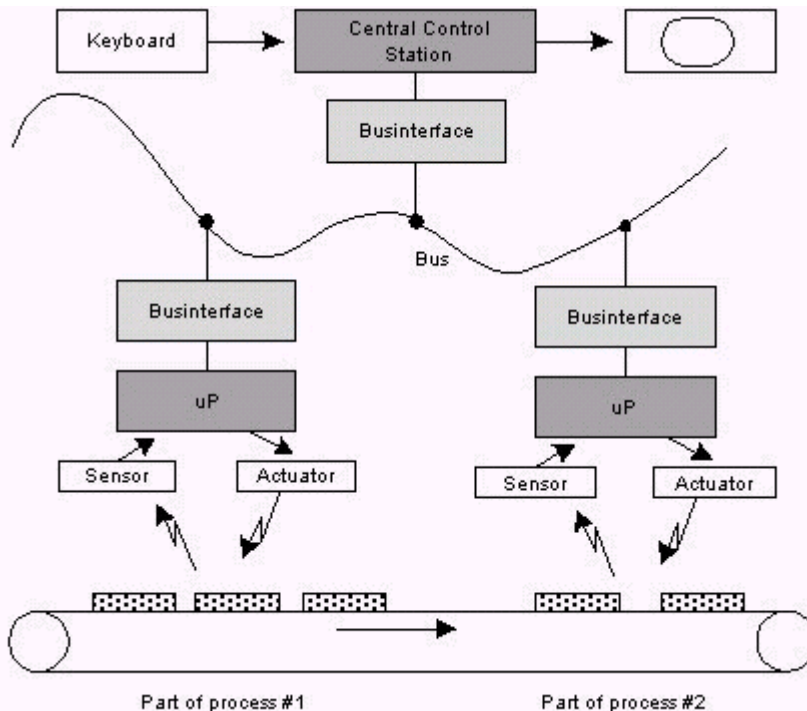 Keyboard
Central Control
Station
Businterface
Bus
Businterface
Businterface
uP
uP
Sensor
Actuator
Sensor
Actuator
Part of process #1
Part of process #2